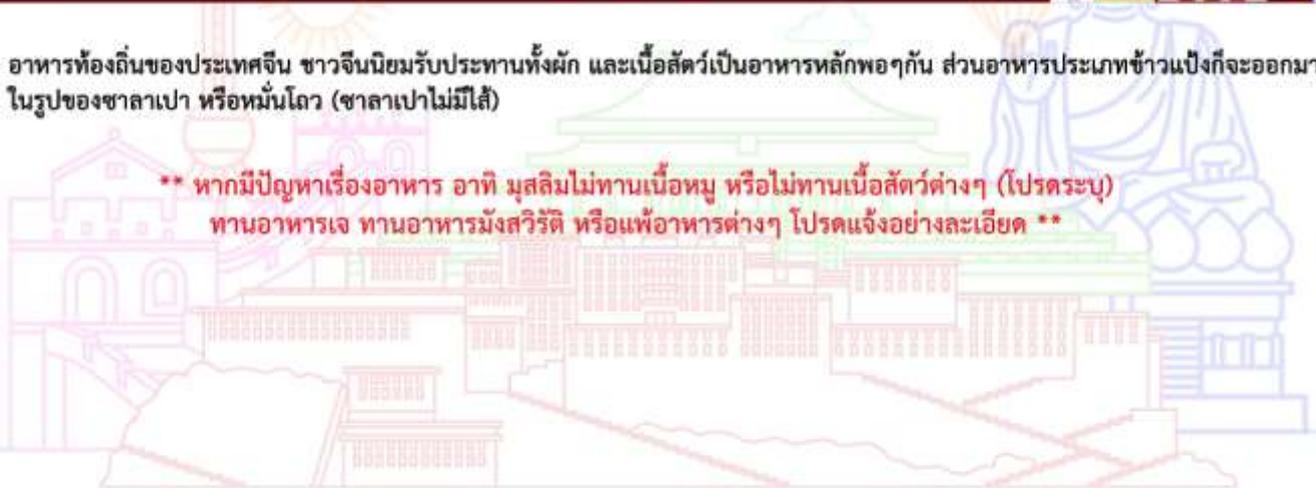 อาหารท้องถิ่นของประเทศจีน ชาวจีนนิยมรับประทานทั้งผัก และเนื้อสัตว์เป็นอาหารหลักพอๆกัน ส่วนอาหารประเภทข้าวแป้งก็จะออกมา
ในรูปของซาลาเปา หรือหมั่นโถว (ซาลาเปาไม่มีไส้)
** หากมีปัญหาเรื่องอาหาร อาทิ มุสลิมไม่ทานเนื้อหมู หรือไม่ทานเนื้อสัตว์ต่างๆ (โปรดระบุ)
ทานอาหารเจ ทานอาหารมังสวิรัติ หรือแพ้อาหารต่างๆ โปรดแจ้งอย่างละเอียด **